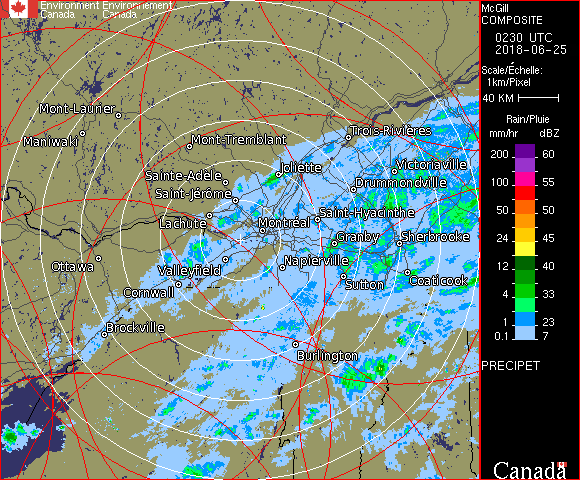 Environment Environnement
Canada Canada
McGill
COMPOSITE
0230 UTC
2018-06-25
Scale/Échelle:
1km/Pixel
40 KM
Rain/Pluie
mm/hr dBZ
200 60
100 55
50 50
24 45
12 40
4 33
1 23
0.1 7
PRECIPET
Canada
Mont-Laurier
Maniwaki
Mont-Tremblant
Trois-Rivières
Joliette
Victoriaville
Sainte-Adèle
Drummondville
Saint-Jérôme
Lachute
Saint-Hyacinthe
Montréal
Granby
Sherbrooke
Ottawa
Valleyfield
Napierville
Coaticook
Sutton
Cornwall
Brockville
Burlington